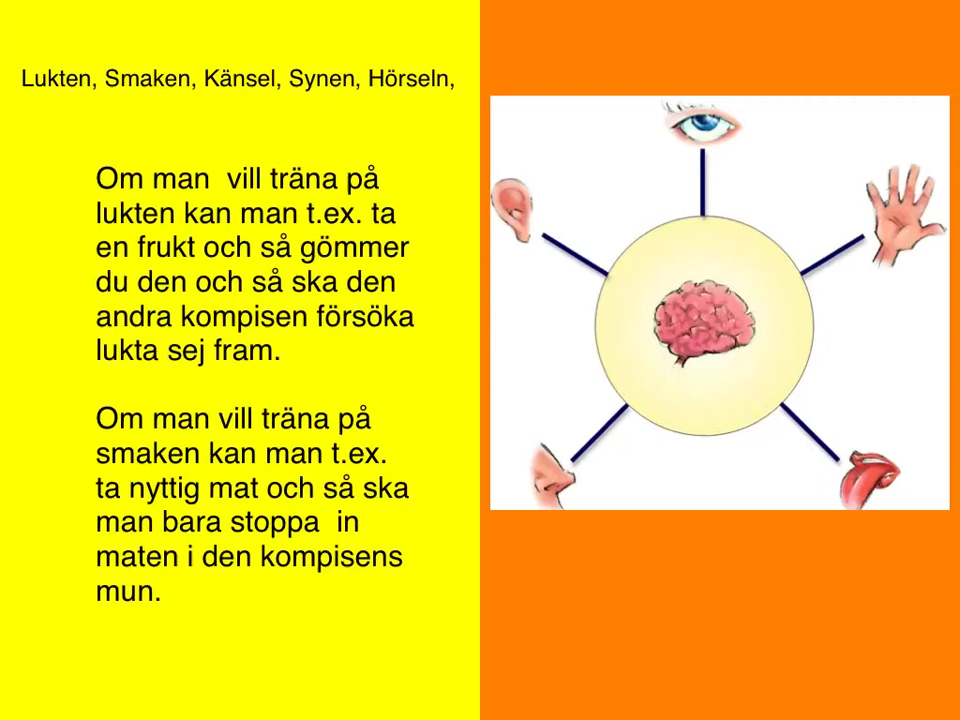 Lukten, Smaken, Känsel, Synen, Hörseln,
Om man  vill träna på
lukten kan man t.ex. ta
en frukt och så gömmer
du den och så ska den
andra kompisen försöka
lukta sej fram.
Om man vill träna på
smaken kan man t.ex.
ta nyttig mat och så ska
man bara stoppa  in
maten i den kompisens
mun.